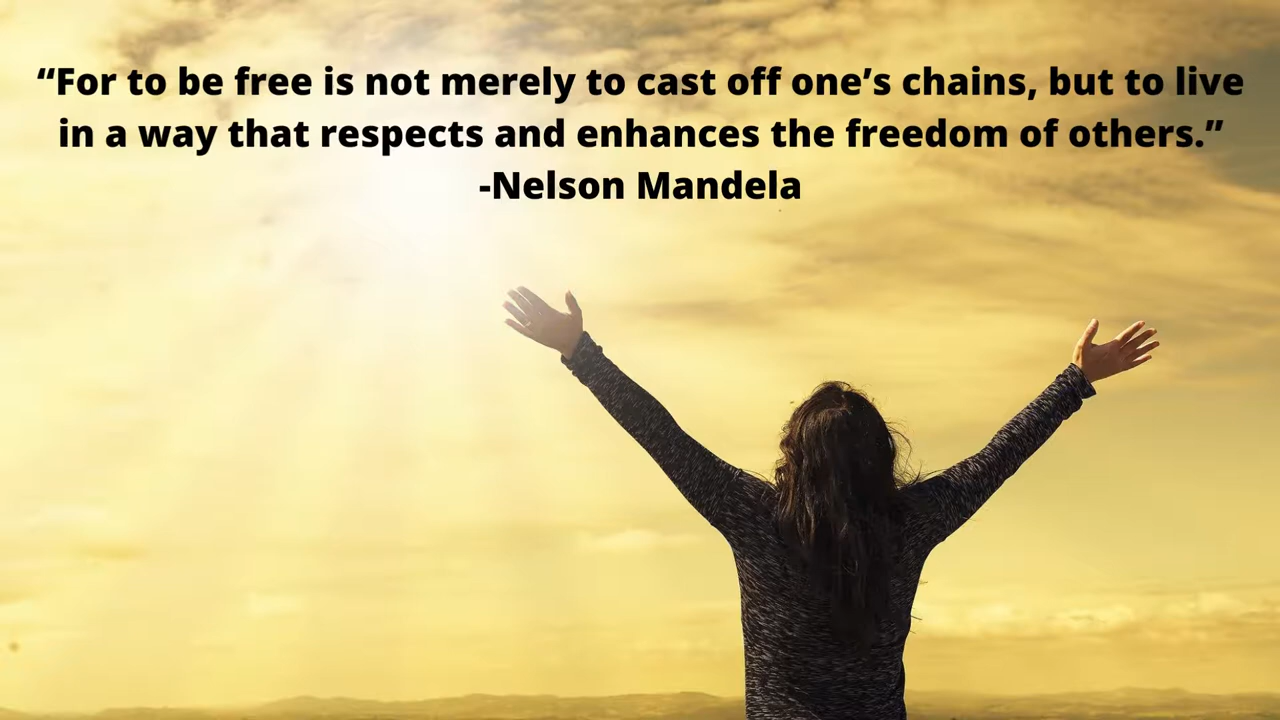 “For to be free is not merely to cast off one’s chains, but to live
in a way that respects and enhances the freedom of others.”
-Nelson Mandela